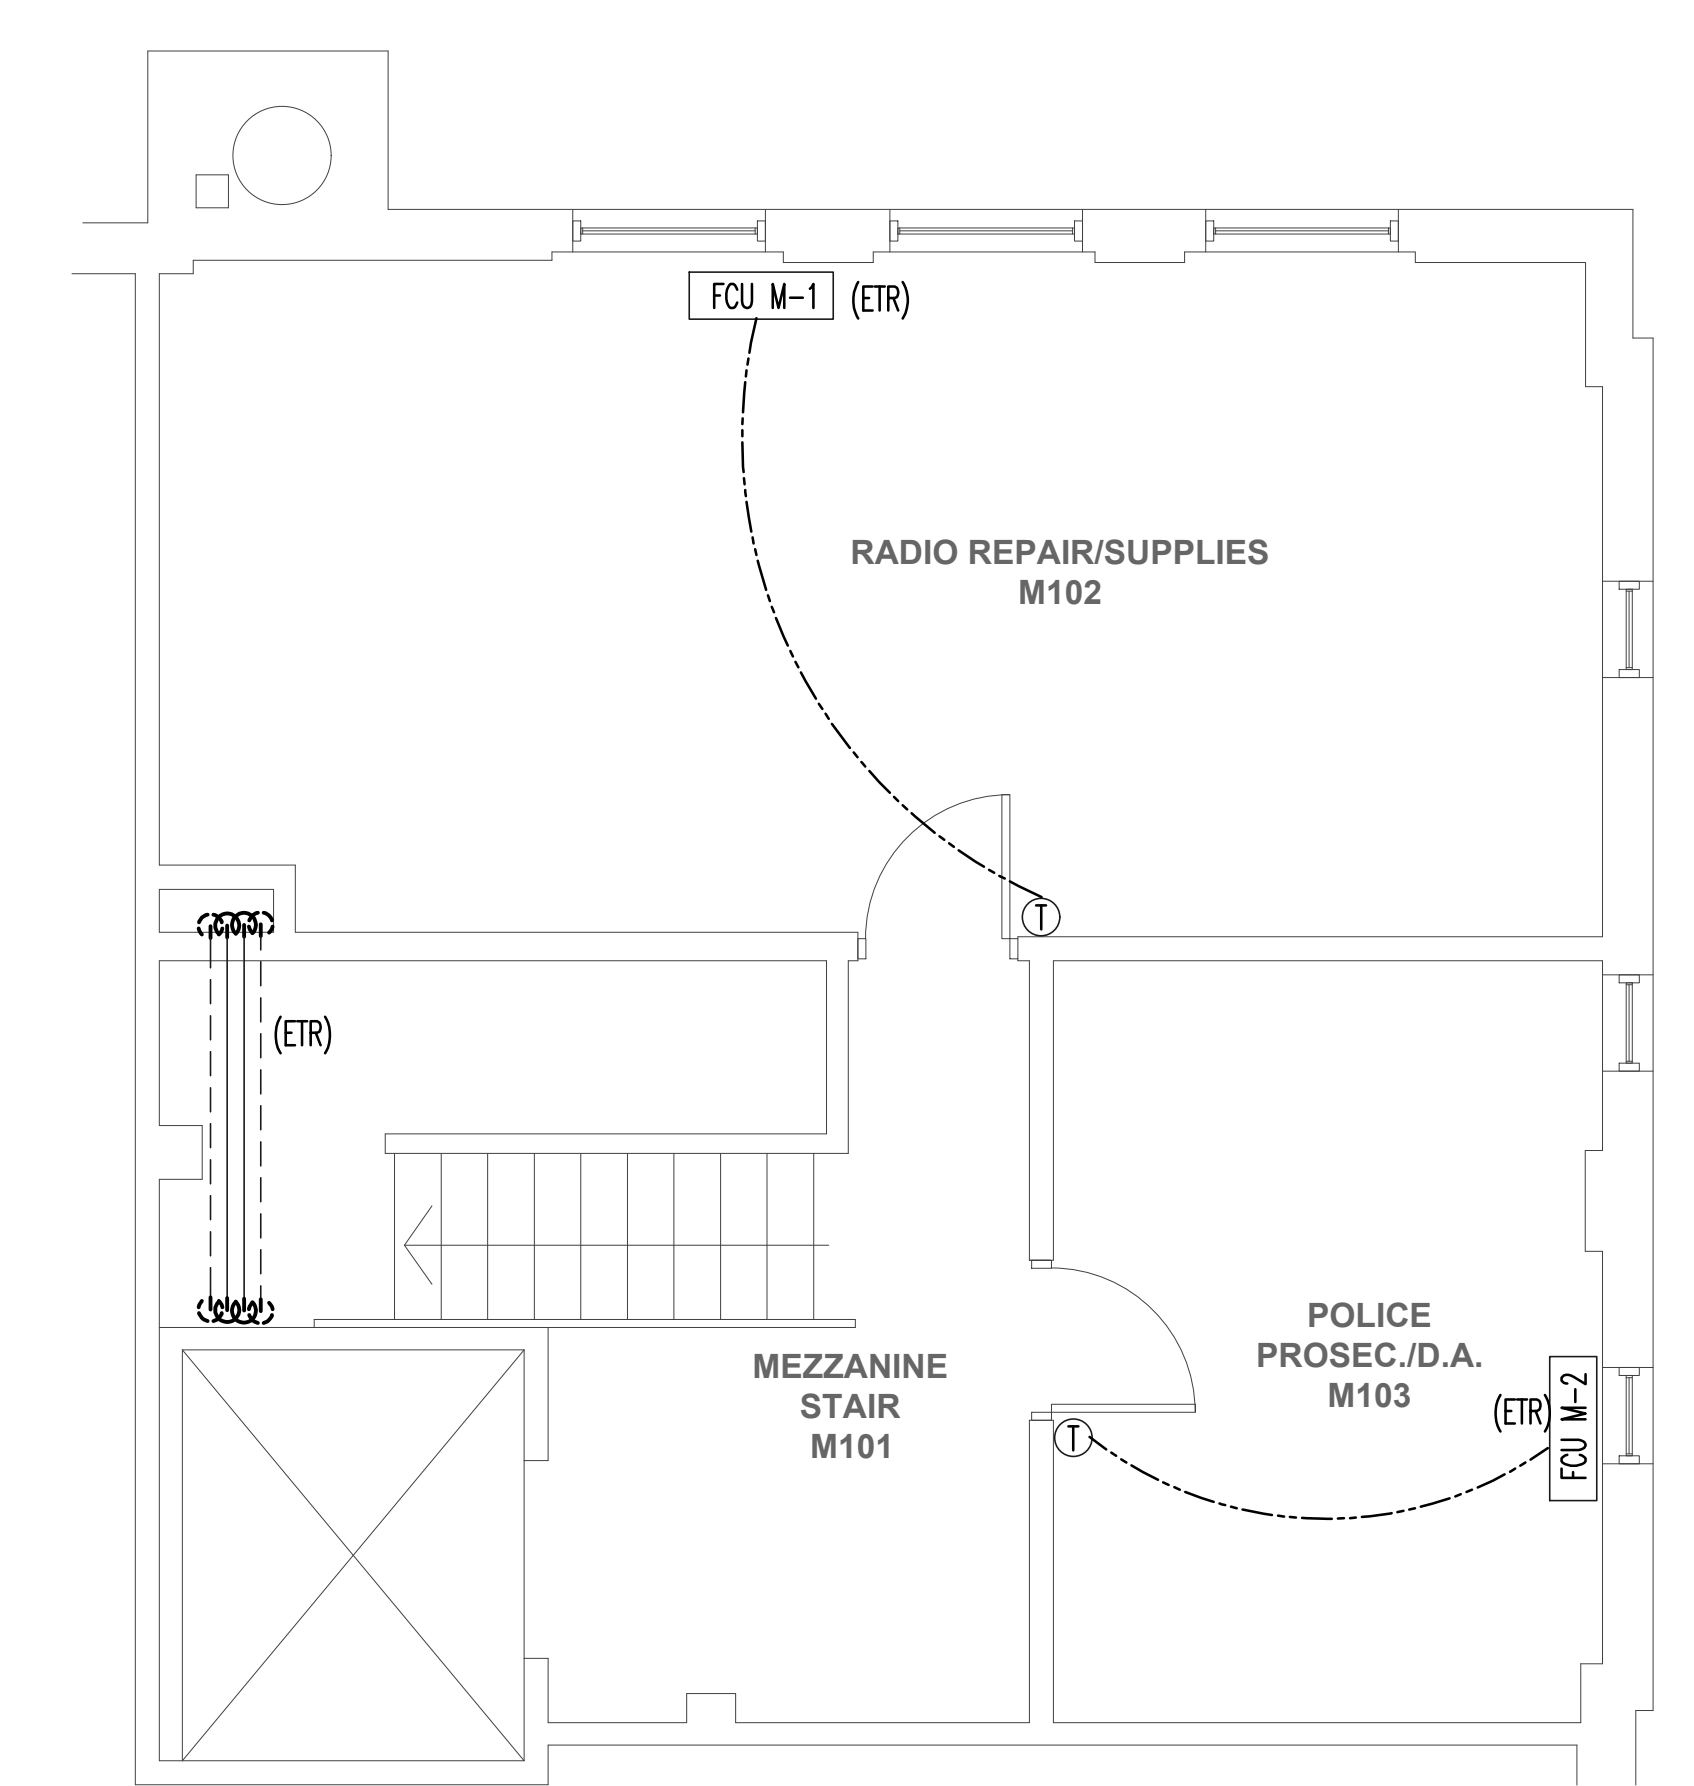 FCU M-1 (ETR)
RADIO REPAIR/SUPPLIES
M102
T
(ETR)
MEZZANINE
STAIR
M101
POLICE
PROSEC./D.A.
M103
(ETR)
FCU M-2
T